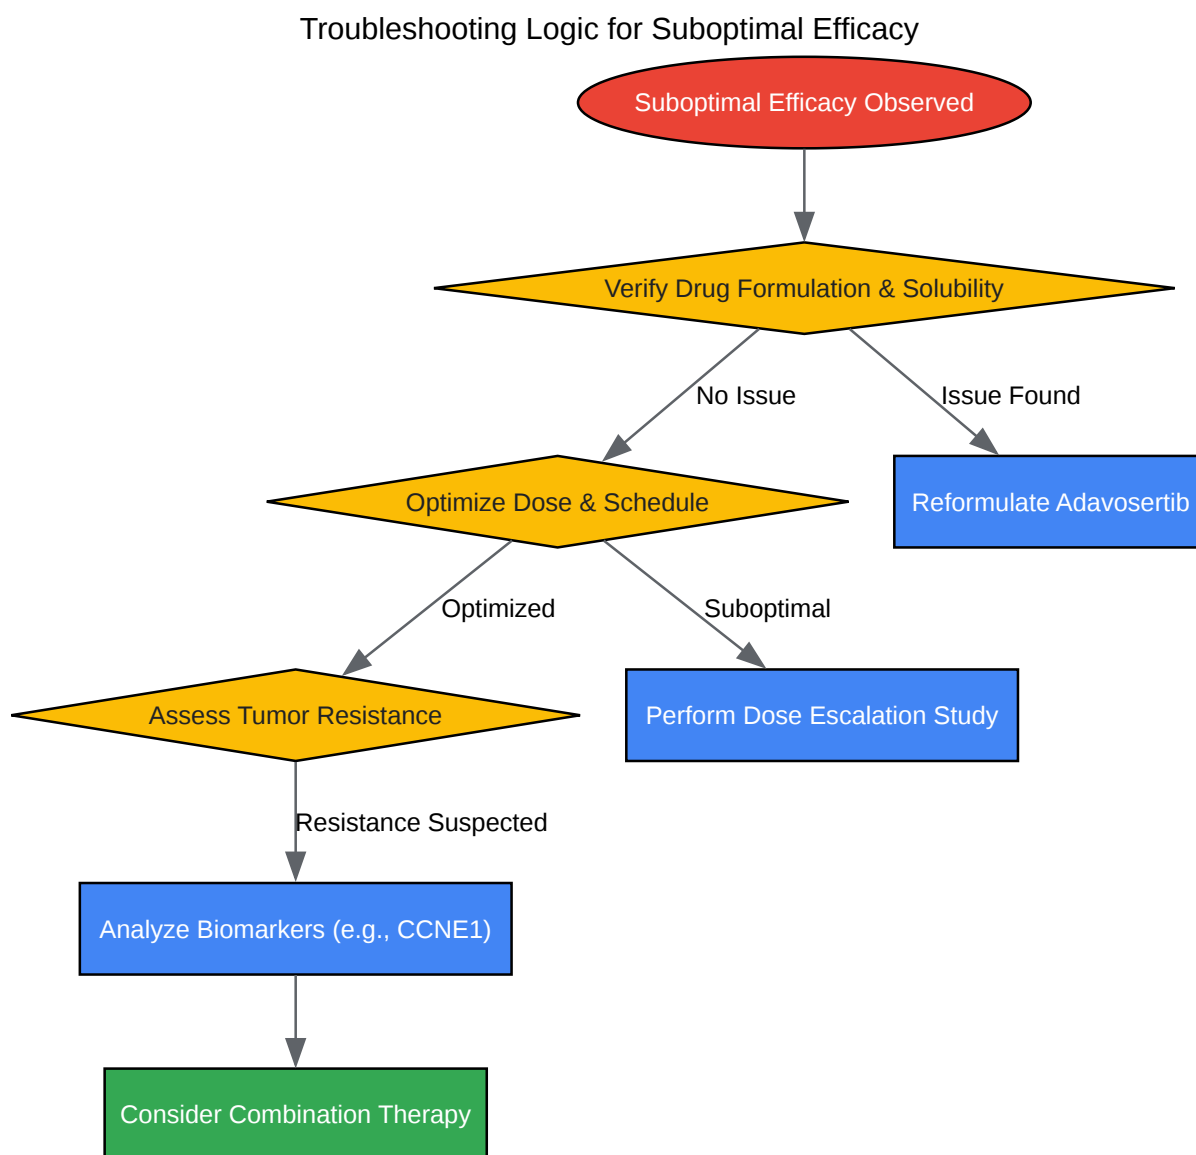 Troubleshooting Logic for Suboptimal Efficacy
Suboptimal Efficacy Observed
Verify Drug Formulation & Solubility
No Issue
Issue Found
Optimize Dose & Schedule
Reformulate Adavosertib
Optimized
Suboptimal
Assess Tumor Resistance
Perform Dose Escalation Study
Resistance Suspected
Analyze Biomarkers (e.g., CCNE1)
Consider Combination Therapy